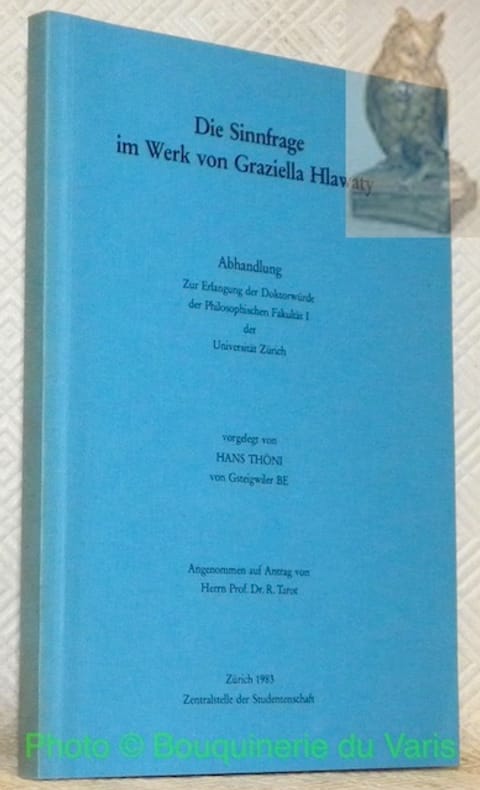 Die Sinnfrage
im Werk von Graziella Hlawaty
Abhandlung
Zur Erlangung der Doktorwürde
der Philosophischen Fakultät I
der
Universität Zürich
vorgelegt von
HANS THÖNI
von Gsteigwiler BE
Angenommen auf Antrag von
Herrn Prof. Dr. R. Tarot
Zürich 1983
Zentralstelle der Studentenschaft
Photo © Bouquinerie du Varis